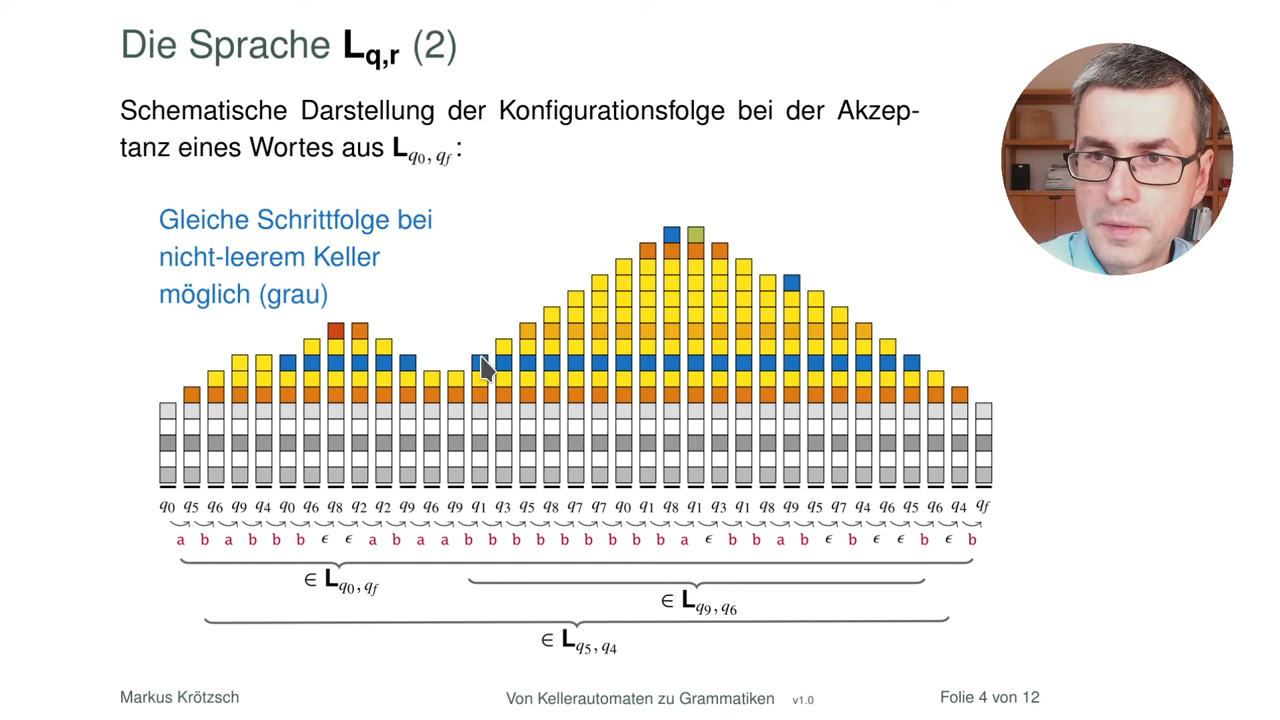 Die Sprache L_q,r (2)
Schematische Darstellung der Konfigurationsfolge bei der Akzep-
tanz eines Wortes aus L_q0, qf :
Gleiche Schrittfolge bei
nicht-leerem Keller
möglich (grau)
q0 q5 q6 q9 q4 q0 q6 q8 q2 q2 q9 q6 q9 q1 q3 q5 q8 q7 q7 q0 q1 q8 q1 q3 q1 q8 q9 q5 q7 q4 q6 q5 q6 q4 qf
a b a b b b ϵ ϵ a b a a b b b b b b b b b a ϵ b b a b ϵ b ϵ ϵ b ϵ b
∈ L_q0, qf
∈ L_q9, q6
∈ L_q5, q4
Markus Krötzsch Von Kellerautomaten zu Grammatiken v1.0 Folie 4 von 12